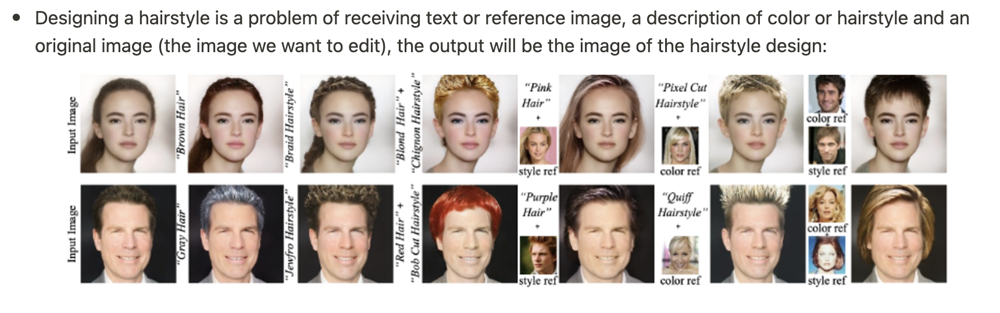 • Designing a hairstyle is a problem of receiving text or reference image, a description of color or hairstyle and an
original image (the image we want to edit), the output will be the image of the hairstyle design:
Input Image
"Brown Hair"
"Braid Hairstyle"
"Blond Hair" +
"Chignon Hairstyle"
"Pink
Hair"
+
style ref
"Pixel Cut
Hairstyle"
+
color ref
color ref
+
style ref
Input Image
"Gray Hair"
"Jewfro Hairstyle"
"Red Hair" +
"Bob Cut Hairstyle"
"Purple
Hair"
+
style ref
"Quiff
Hairstyle"
+
color ref
color ref
+
style ref